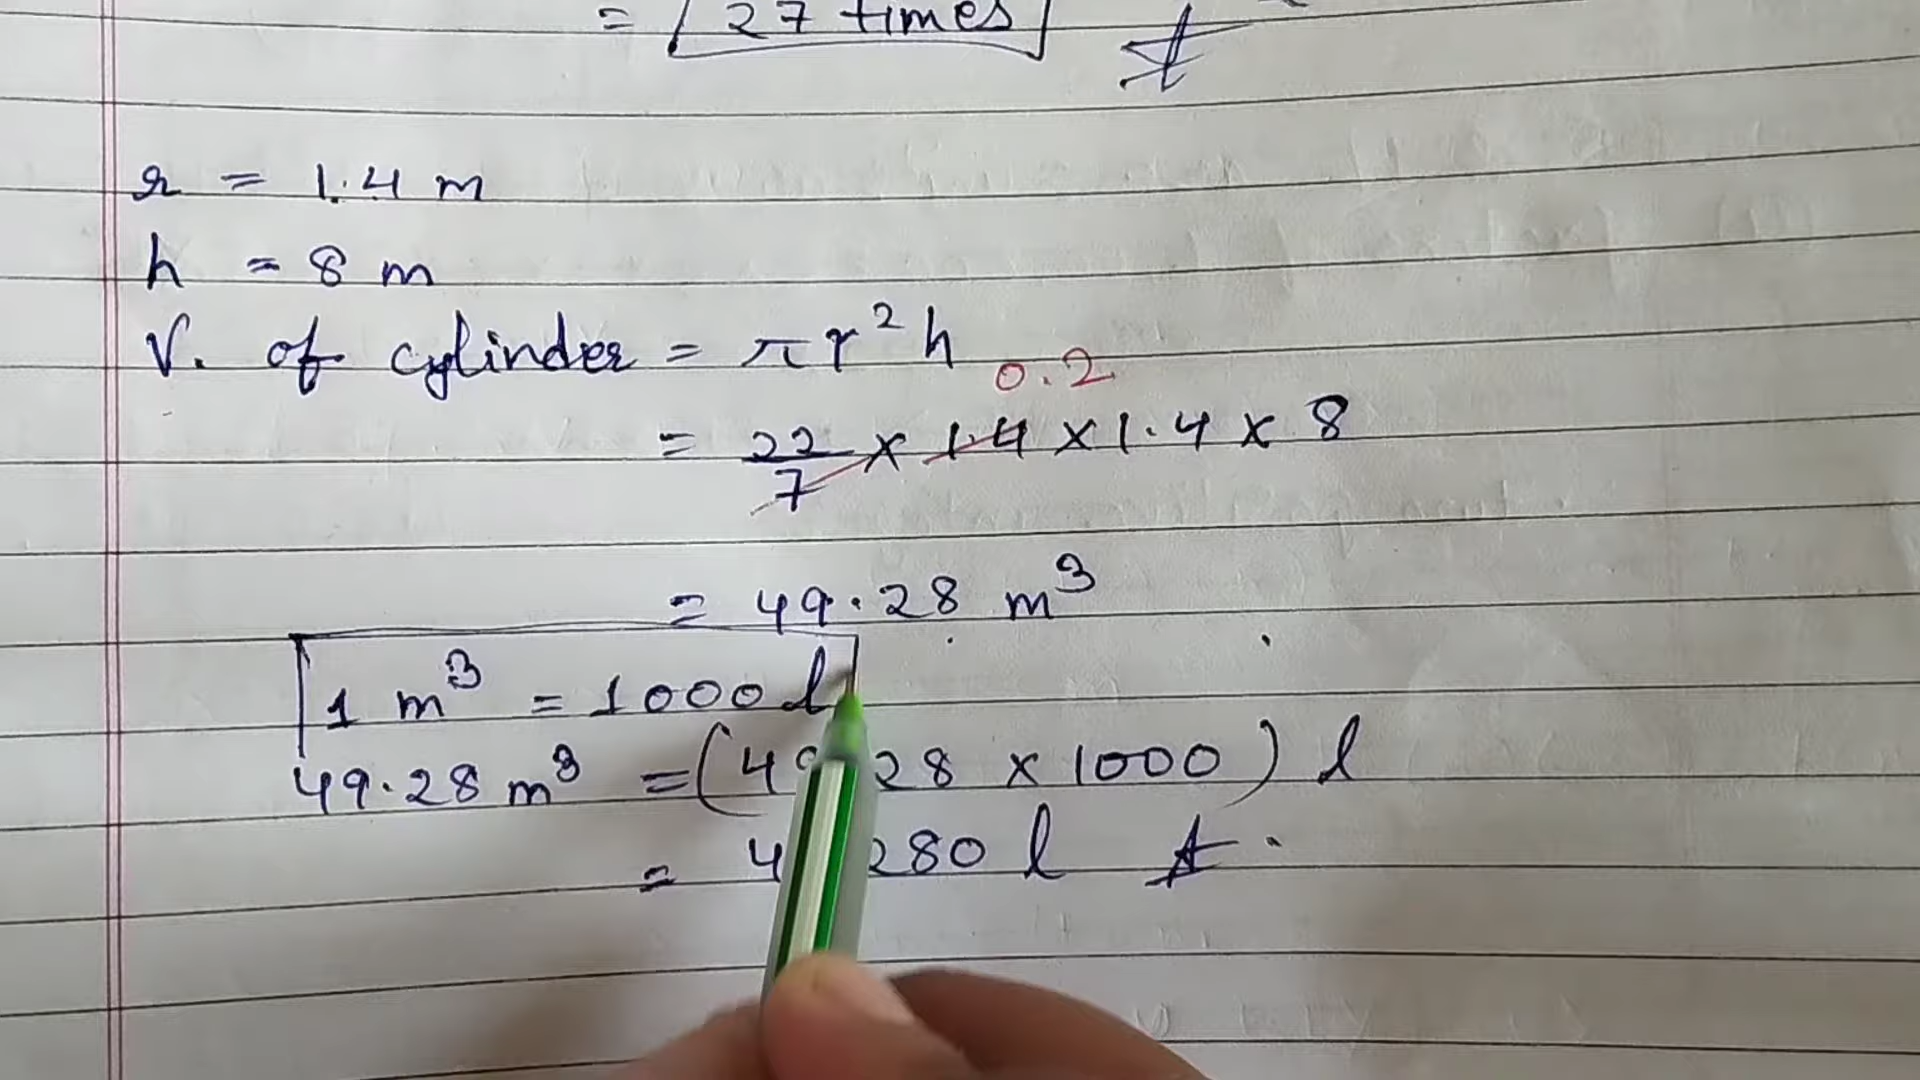 = 27 times
r = 1.4 m
h = 8 m
V. of cylinder = πr²h
0.2
= 22/7 × 1.4 × 1.4 × 8
= 49.28 m³
1 m³ = 1000 l
49.28 m³ = (49 28 × 1000) l
= 4 280 l